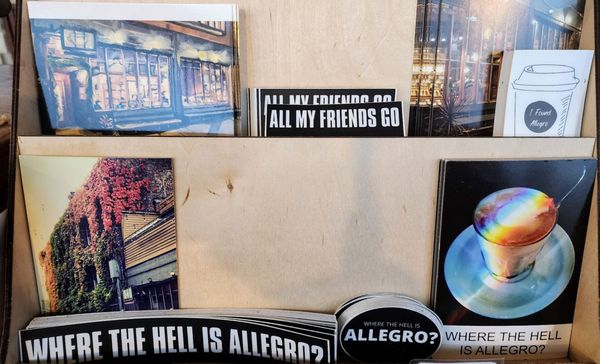 ALL MY FRIENDS GO
ALL MY FRIENDS GO
I Found
Allegro
WHERE THE HELL IS ALLEGRO?
WHERE THE HELL IS
ALLEGRO?
WHERE THE HELL
IS ALLEGRO?